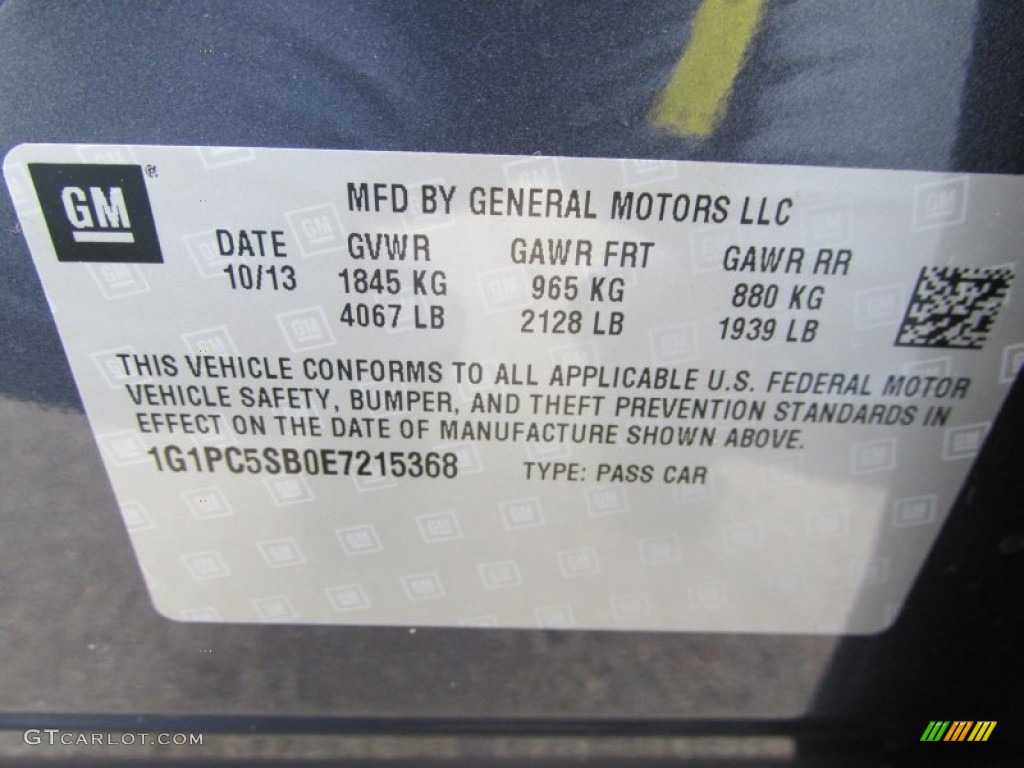 GM
MFD BY GENERAL MOTORS LLC
DATE GVWR GAWR FRT GAWR RR
10/13 1845 KG 965 KG 880 KG
4067 LB 2128 LB 1939 LB
THIS VEHICLE CONFORMS TO ALL APPLICABLE U.S. FEDERAL MOTOR
VEHICLE SAFETY, BUMPER, AND THEFT PREVENTION STANDARDS IN
EFFECT ON THE DATE OF MANUFACTURE SHOWN ABOVE.
1G1PC5SB0E7215368 TYPE: PASS CAR
GTCARLOT.COM